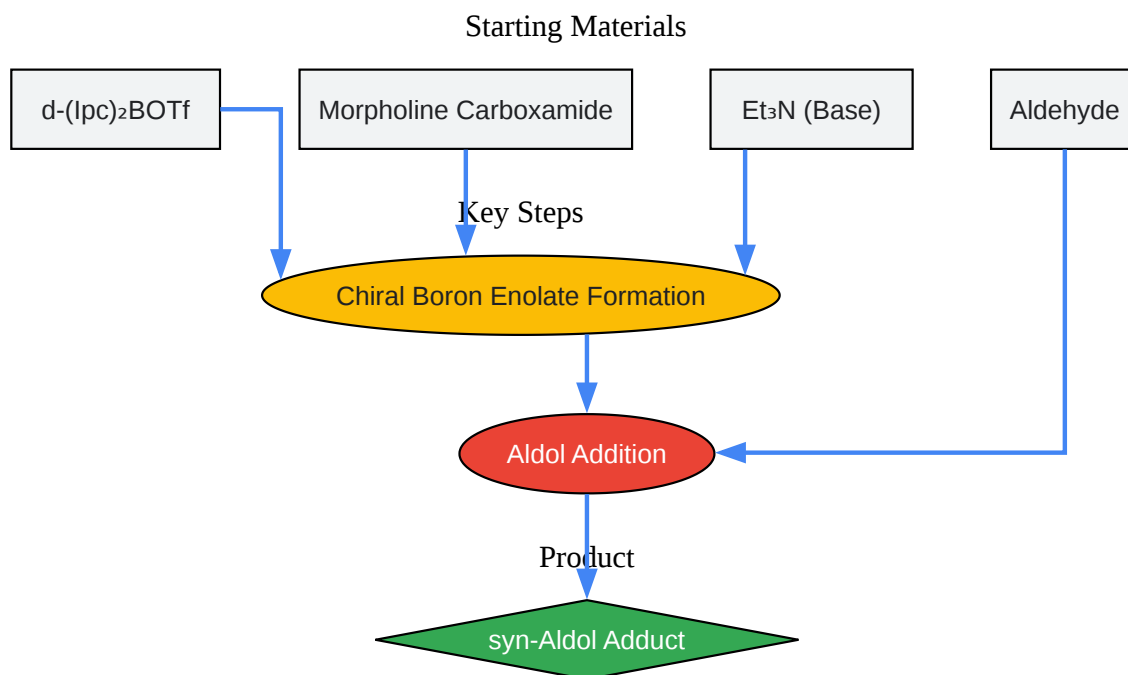 Starting Materials
d-(Ipc)₂BOTf
Morpholine Carboxamide
Et₃N (Base)
Aldehyde
Key Steps
Chiral Boron Enolate Formation
Aldol Addition
Product
syn-Aldol Adduct